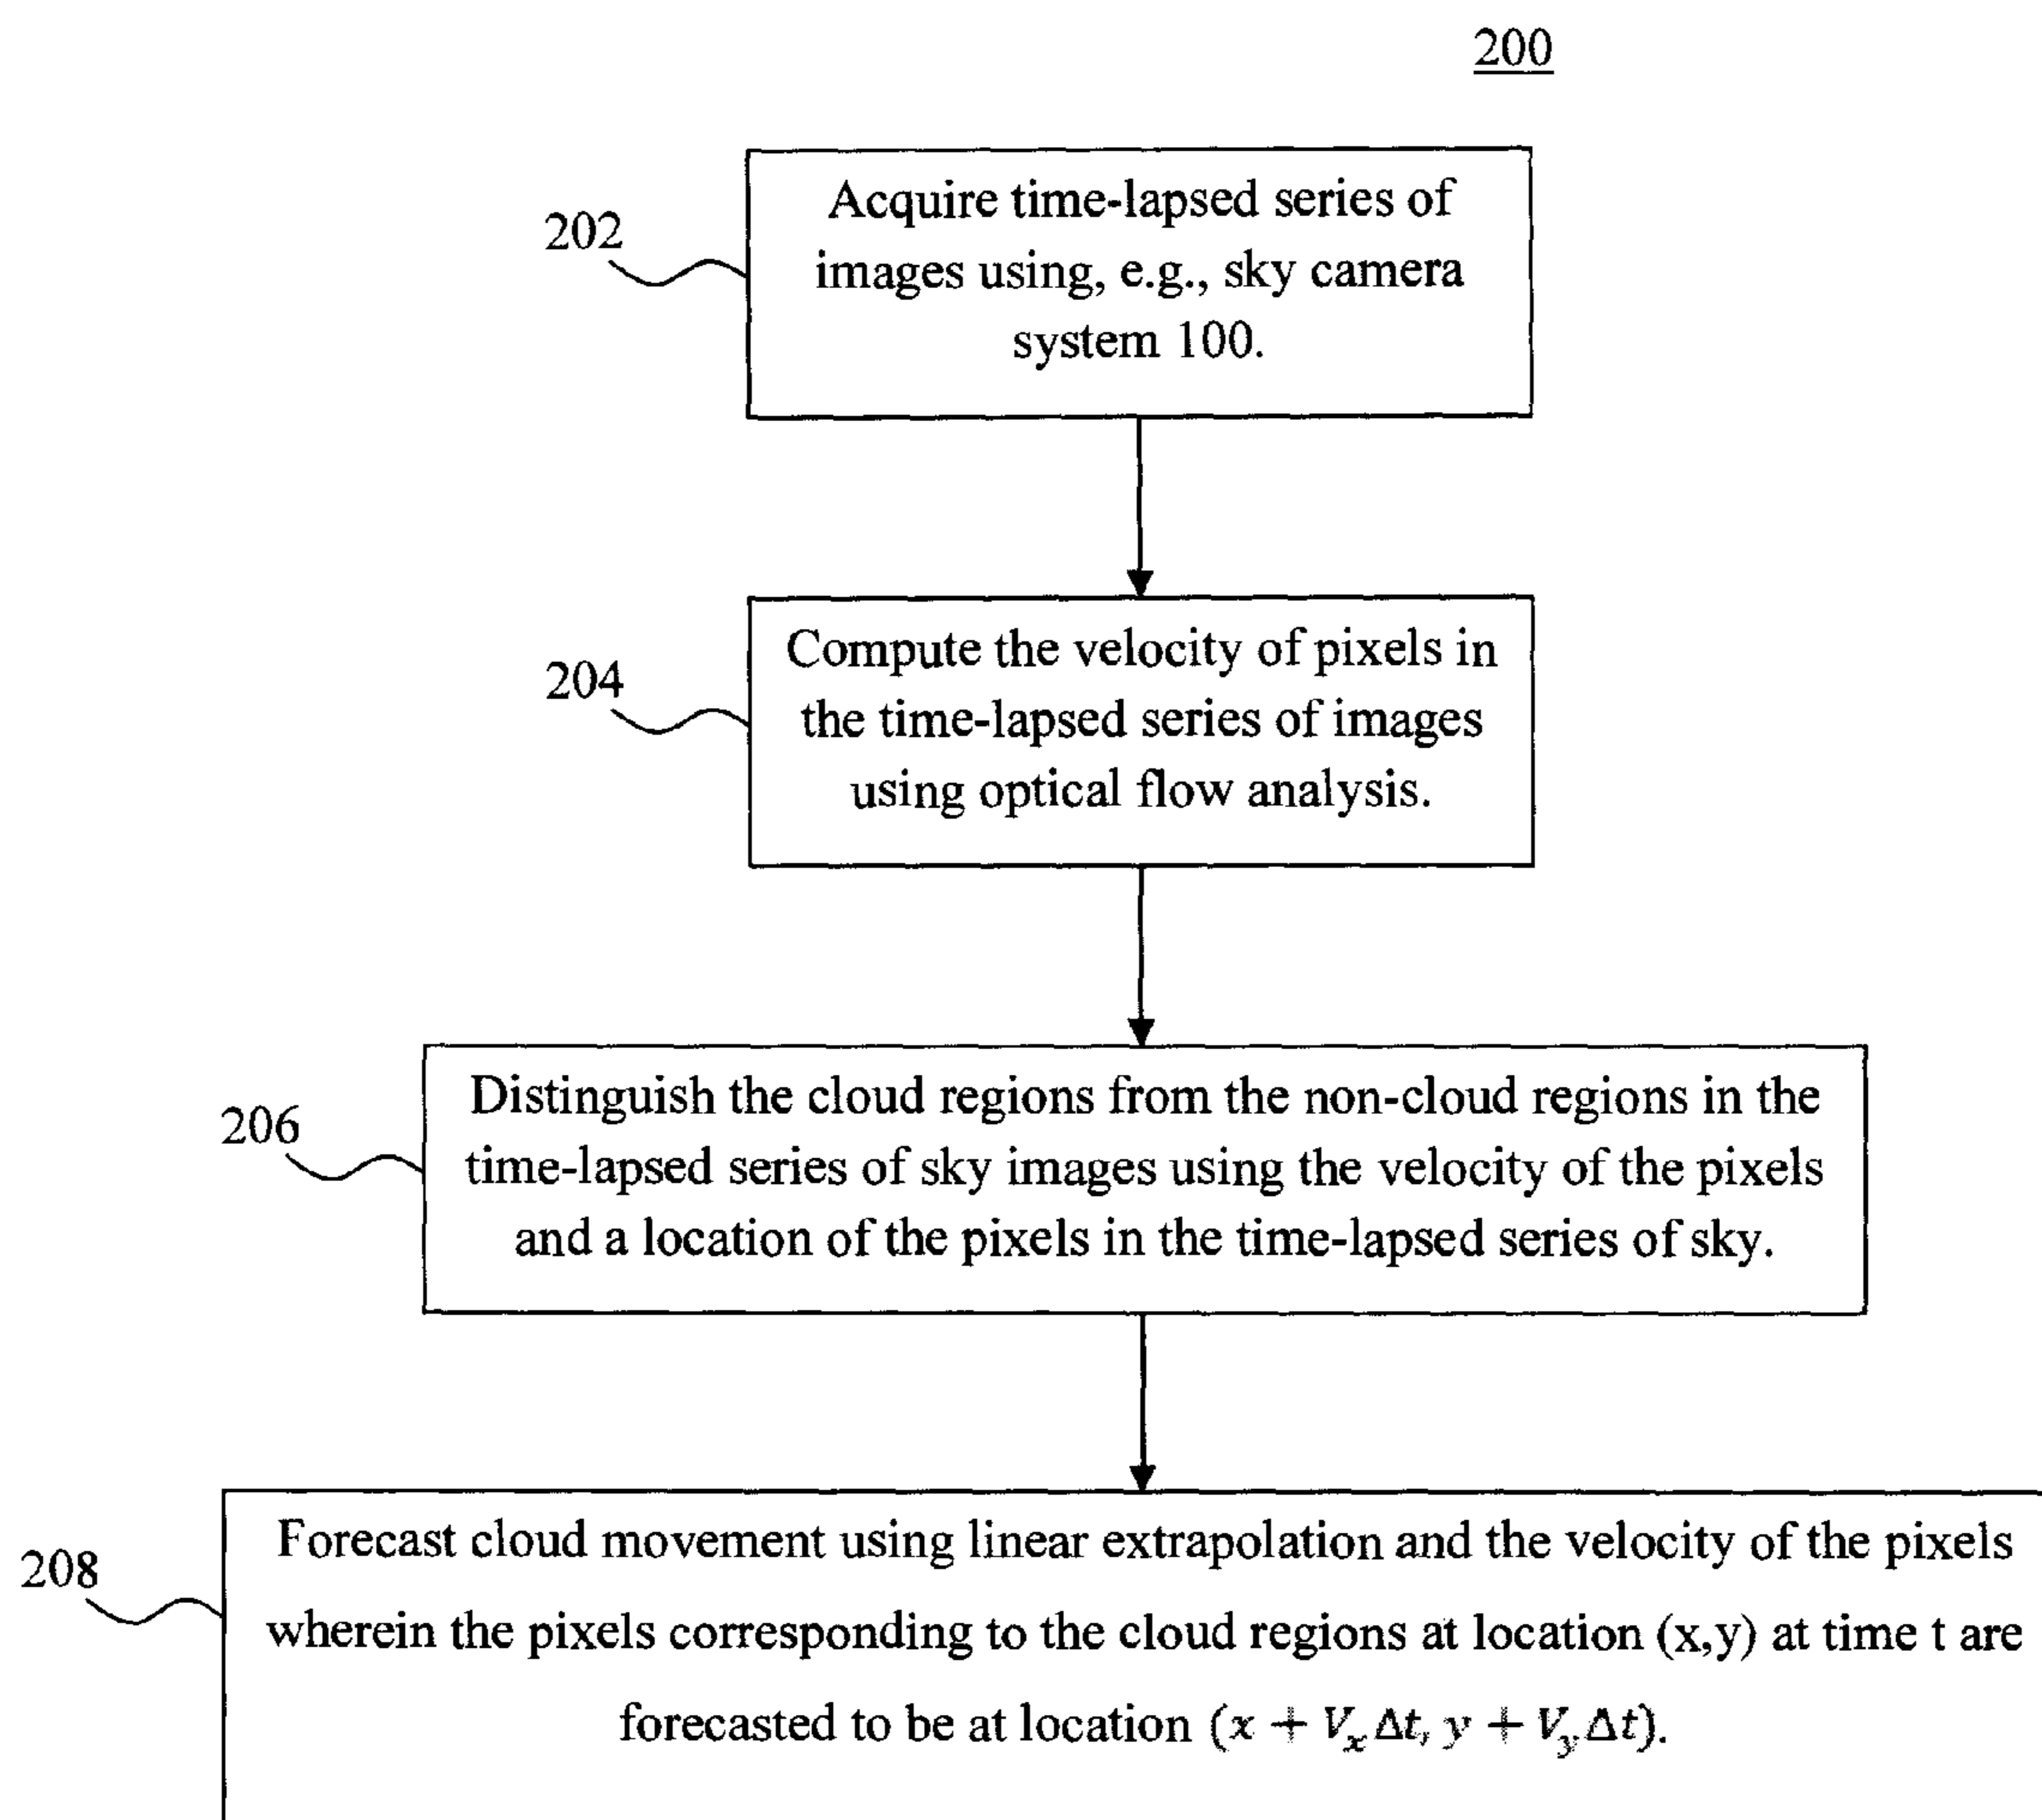 200
202
Acquire time-lapsed series of
images using, e.g., sky camera
system 100.
204
Compute the velocity of pixels in
the time-lapsed series of images
using optical flow analysis.
206
Distinguish the cloud regions from the non-cloud regions in the
time-lapsed series of sky images using the velocity of the pixels
and a location of the pixels in the time-lapsed series of sky.
208
Forecast cloud movement using linear extrapolation and the velocity of the pixels
wherein the pixels corresponding to the cloud regions at location (x,y) at time t are
forecasted to be at location (x + Vₓ Δt, y + V_y Δt).